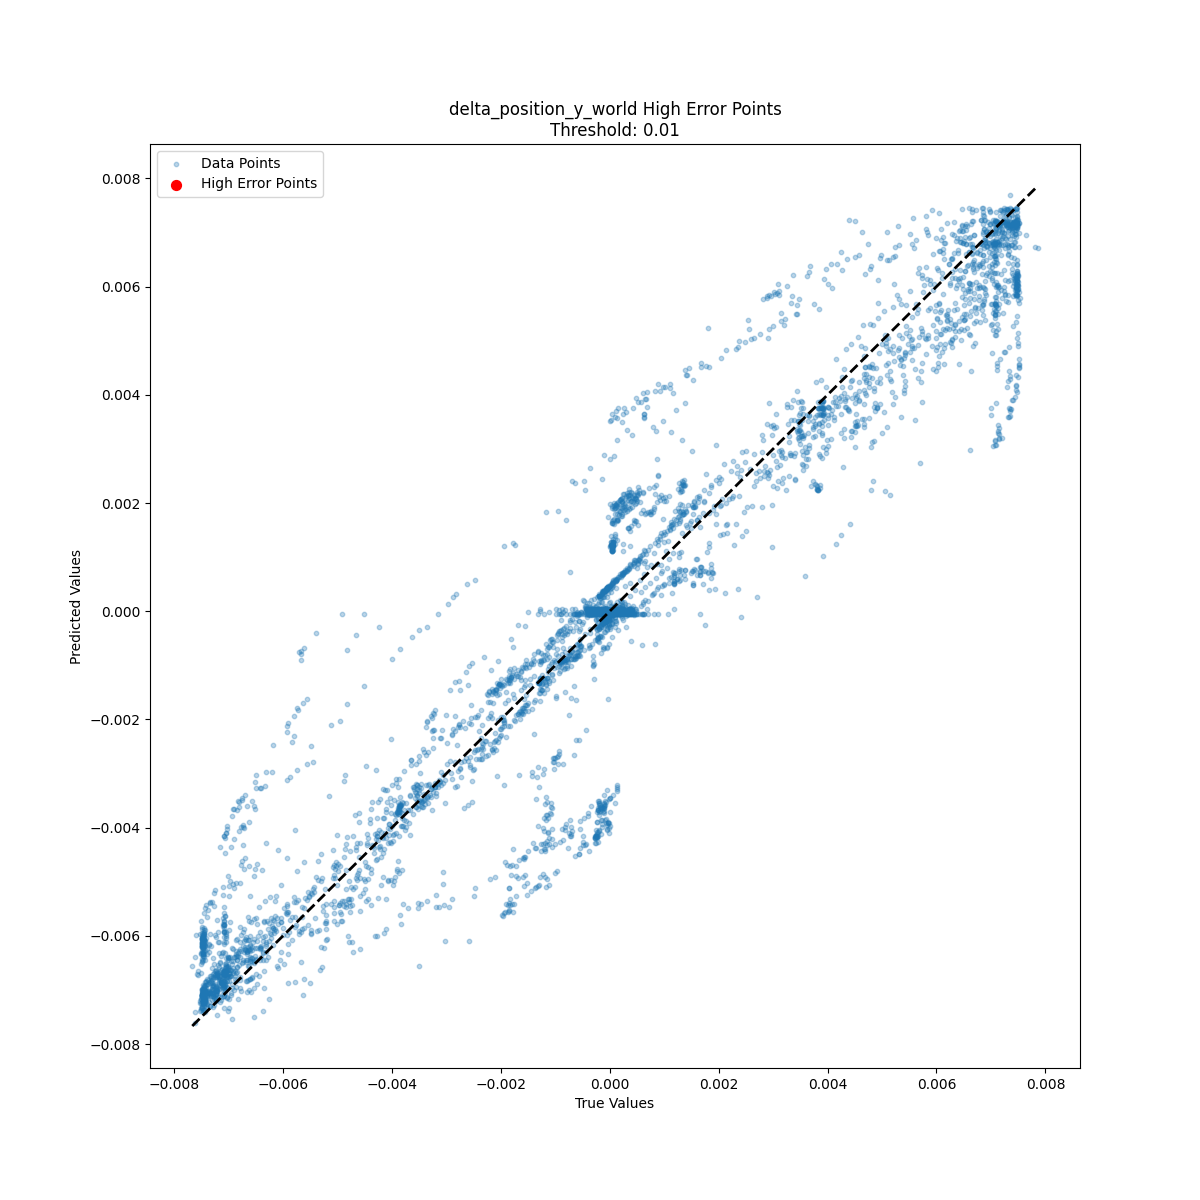 delta_position_y_world High Error Points
Threshold: 0.01
Data Points
High Error Points
0.008
0.006
0.004
0.002
0.000
−0.002
−0.004
−0.006
−0.008
Predicted Values
−0.008 −0.006 −0.004 −0.002 0.000 0.002 0.004 0.006 0.008
True Values